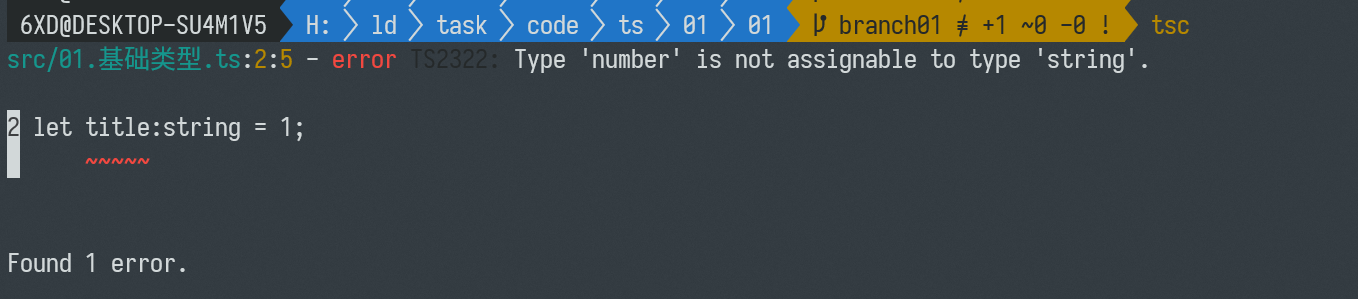 6XD@DESKTOP-SU4M1V5 H: ld task code ts 01 01 branch01 ≢ +1 ~0 -0 ! tsc
src/01.基础类型.ts:2:5 - error TS2322: Type 'number' is not assignable to type 'string'.
2 let title:string = 1;
~~~~~
Found 1 error.